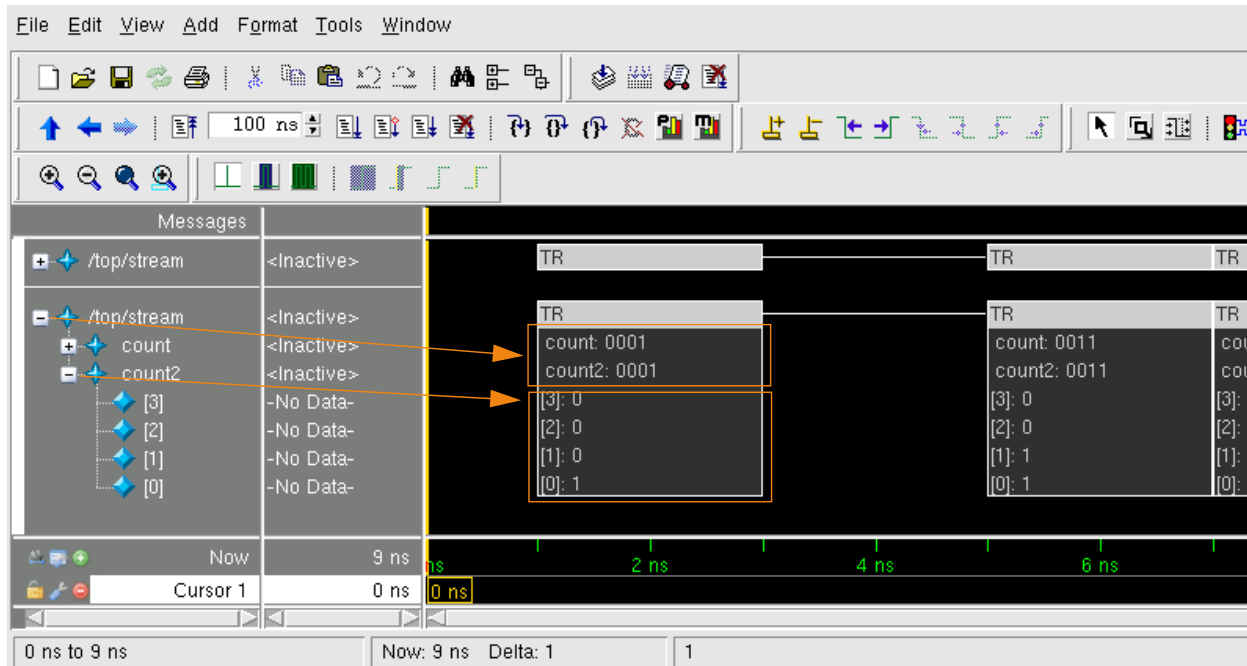 File Edit View Add Format Tools Window
100 ns
Messages
/top/stream <Inactive> TR TR TR
/top/stream <Inactive> TR TR TR
count <Inactive> count: 0001 count: 0011 cou
count2 <Inactive> count2: 0001 count2: 0011 cou
[3] -No Data- [3]: 0 [3]: 0 [3]:
[2] -No Data- [2]: 0 [2]: 0 [2]:
[1] -No Data- [1]: 0 [1]: 1 [1]:
[0] -No Data- [0]: 1 [0]: 1 [0]:
Now 9 ns ns 2 ns 4 ns 6 ns
Cursor 1 0 ns 0 ns
0 ns to 9 ns Now: 9 ns Delta: 1 1